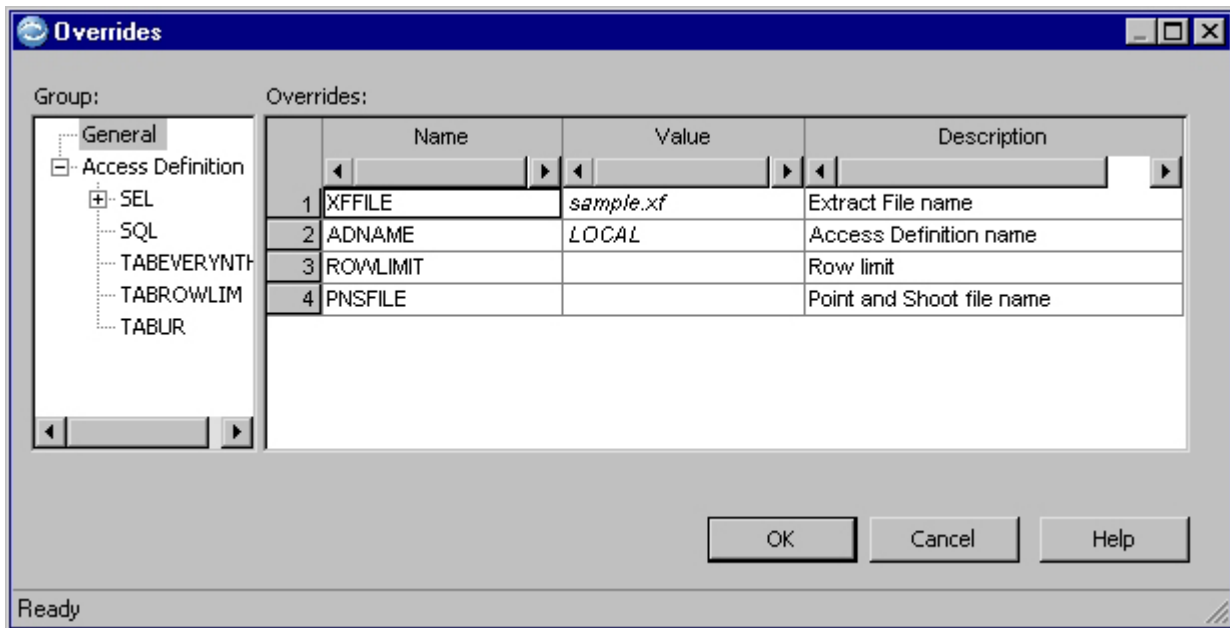 Overrides
Group:
Overrides:
General
Access Definition
SEL
SQL
TABEVERYNTH
TABROWLIM
TABUR
Name Value Description
1 XFFILE sample.xf Extract File name
2 ADNAME LOCAL Access Definition name
3 ROWLIMIT Row limit
4 PNSFILE Point and Shoot file name
OK Cancel Help
Ready